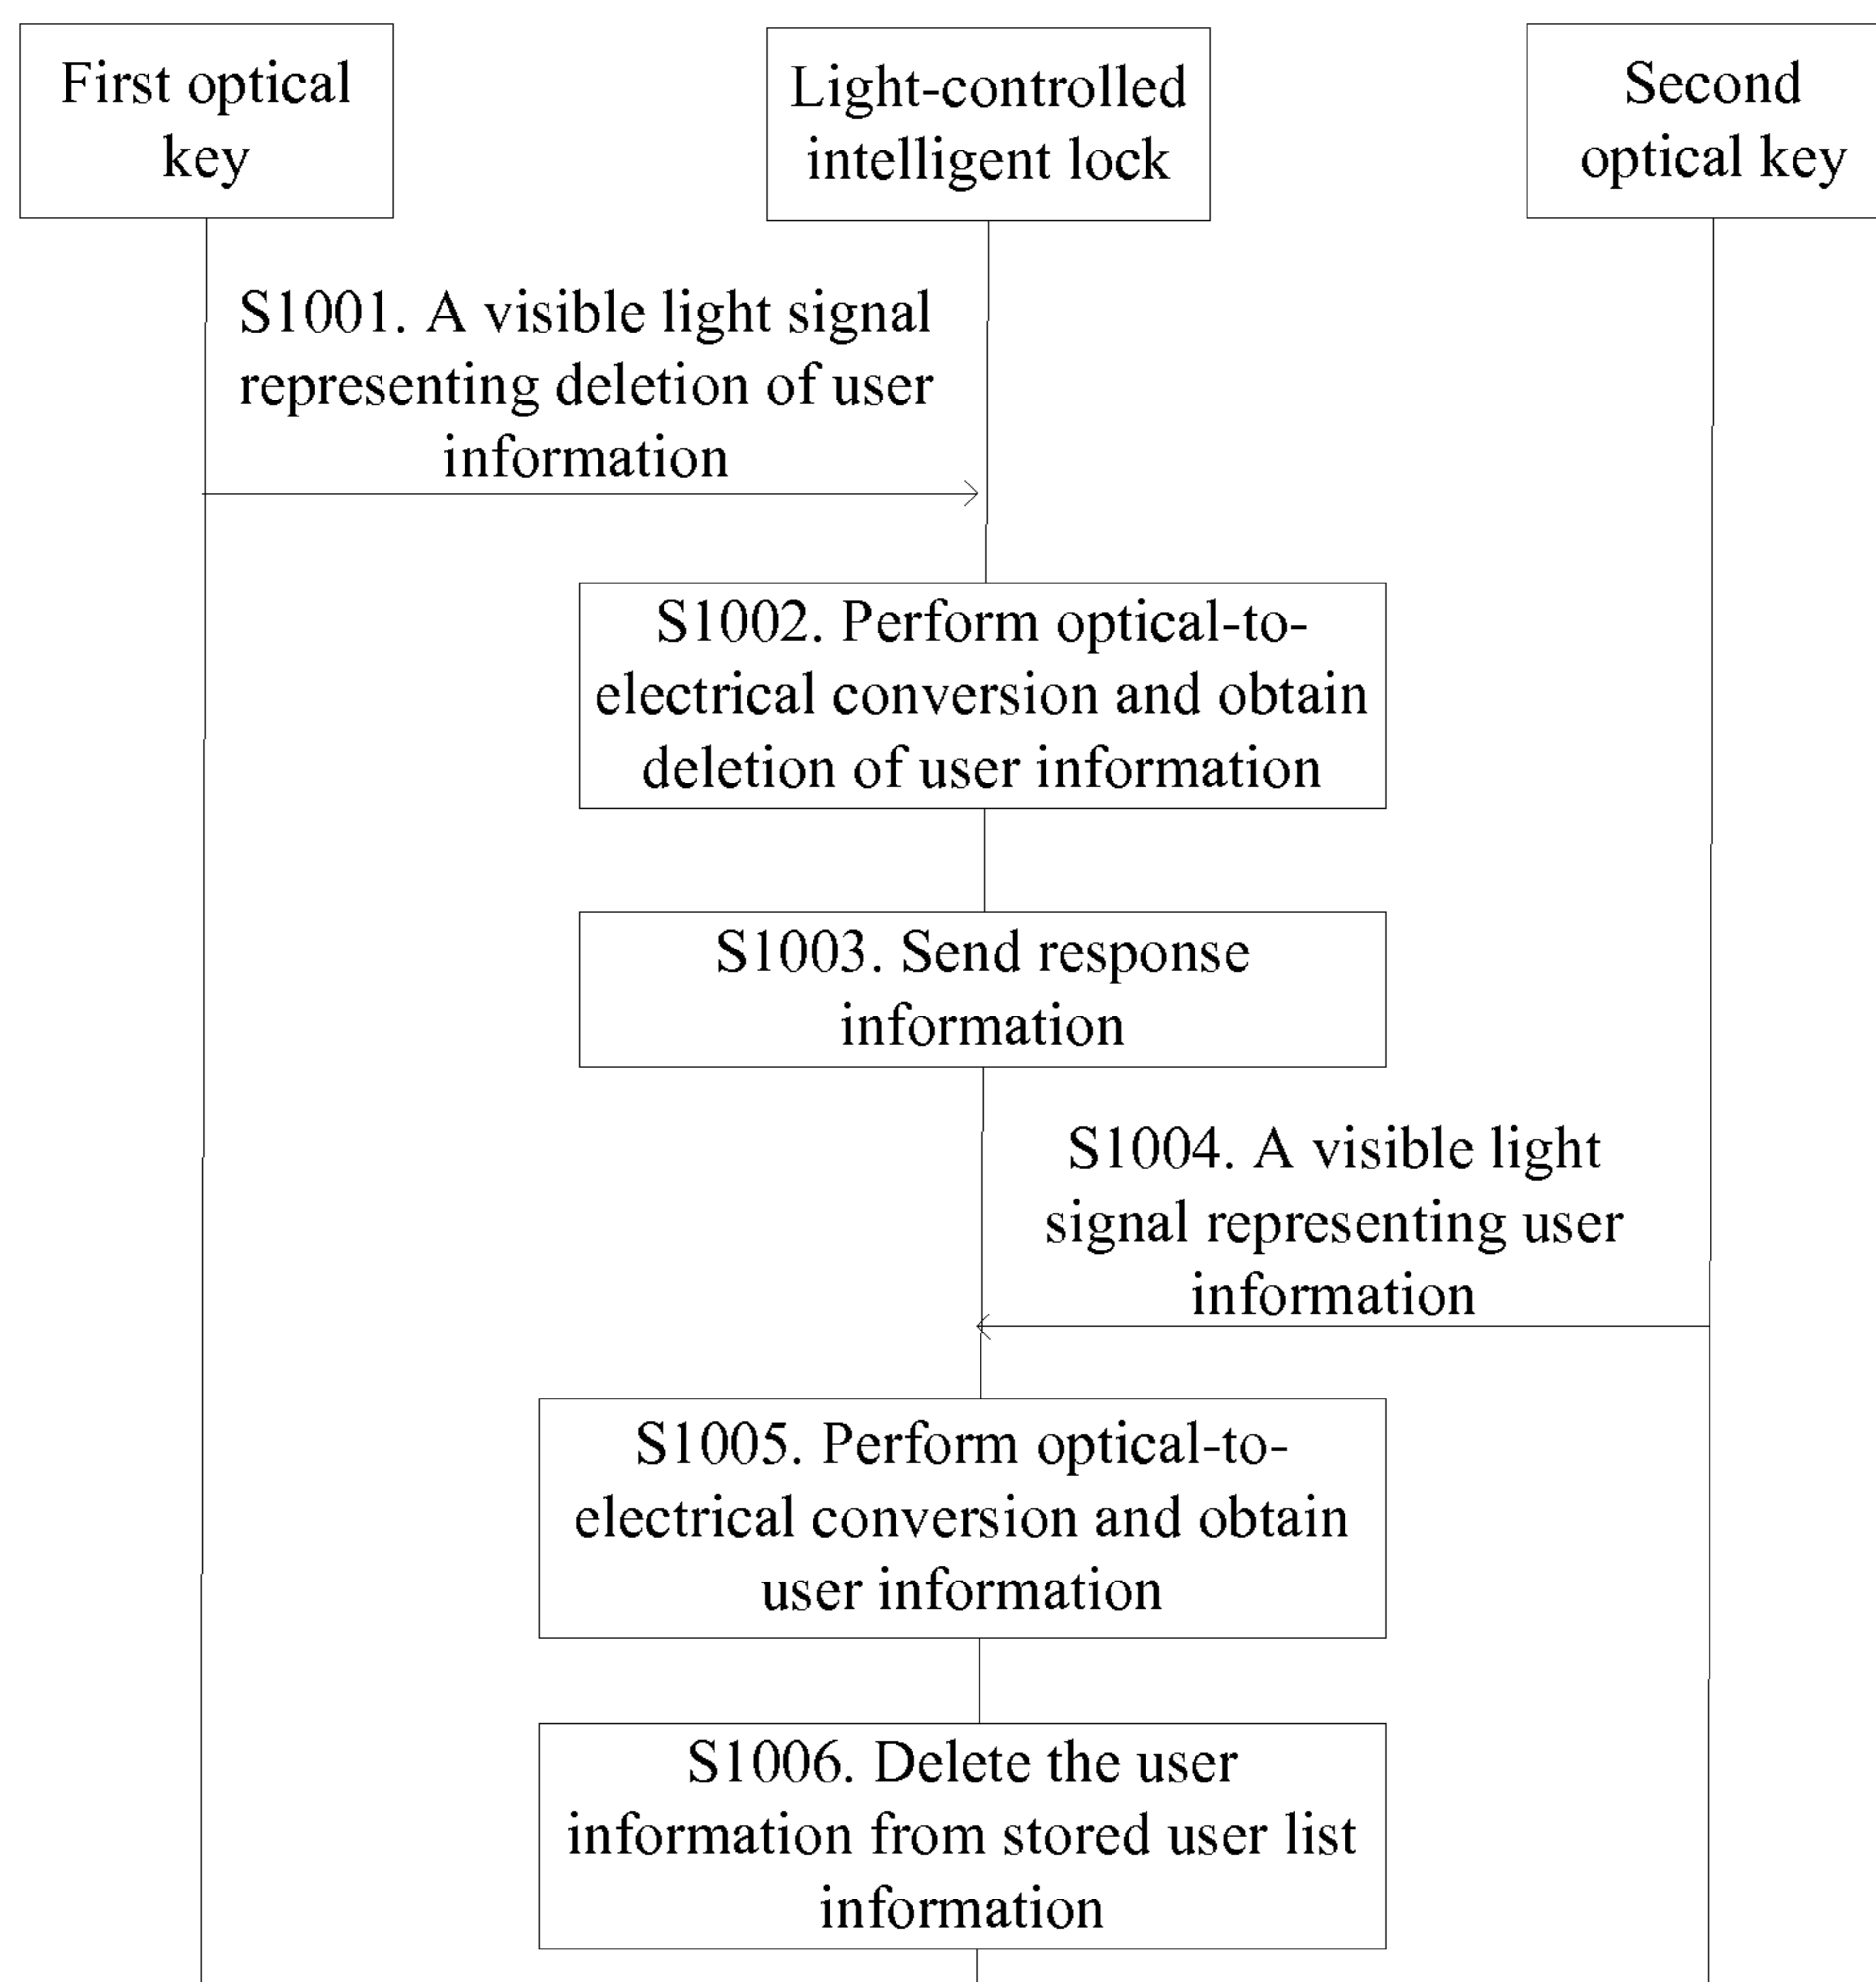 First optical
key
Light-controlled
intelligent lock
Second
optical key
S1001. A visible light signal
representing deletion of user
information
S1002. Perform optical-to-
electrical conversion and obtain
deletion of user information
S1003. Send response
information
S1004. A visible light
signal representing user
information
S1005. Perform optical-to-
electrical conversion and obtain
user information
S1006. Delete the user
information from stored user list
information